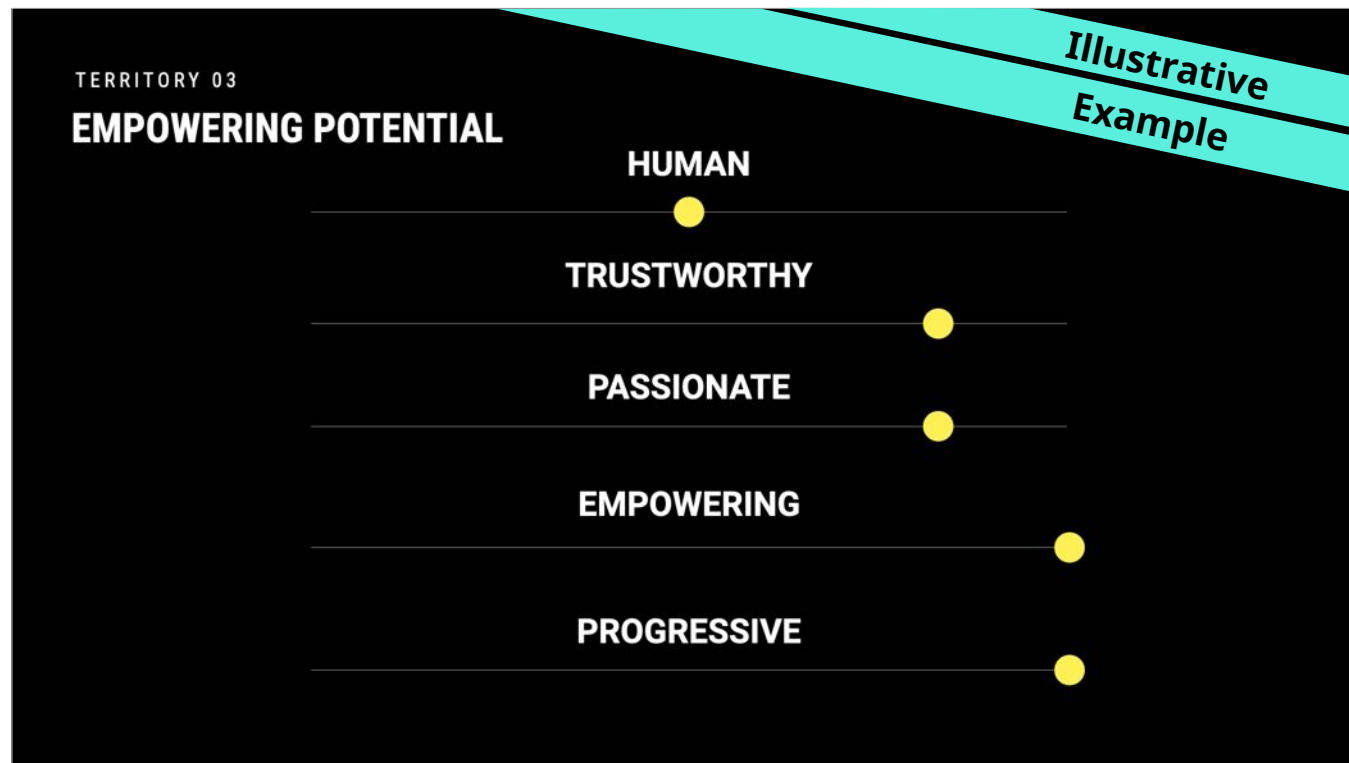 TERRITORY 03
EMPOWERING POTENTIAL
Illustrative
Example
HUMAN
TRUSTWORTHY
PASSIONATE
EMPOWERING
PROGRESSIVE